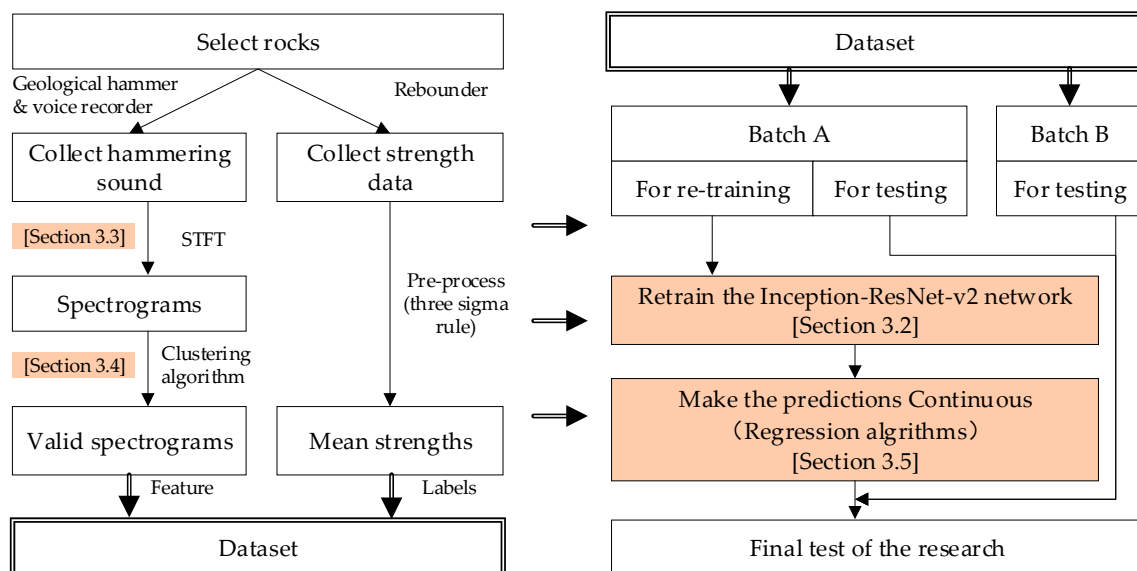 Select rocks
Geological hammer
& voice recorder
Rebounder
Collect hammering
sound
Collect strength
data
[Section 3.3]
STFT
Spectrograms
Pre-process
(three sigma
rule)
[Section 3.4]
Clustering
algorithm
Valid spectrograms
Mean strengths
Feature
Labels
Dataset
Dataset
Batch A
Batch B
For re-training
For testing
For testing
Retrain the Inception-ResNet-v2 network
[Section 3.2]
Make the predictions Continuous
（Regression algrithms）
[Section 3.5]
Final test of the research